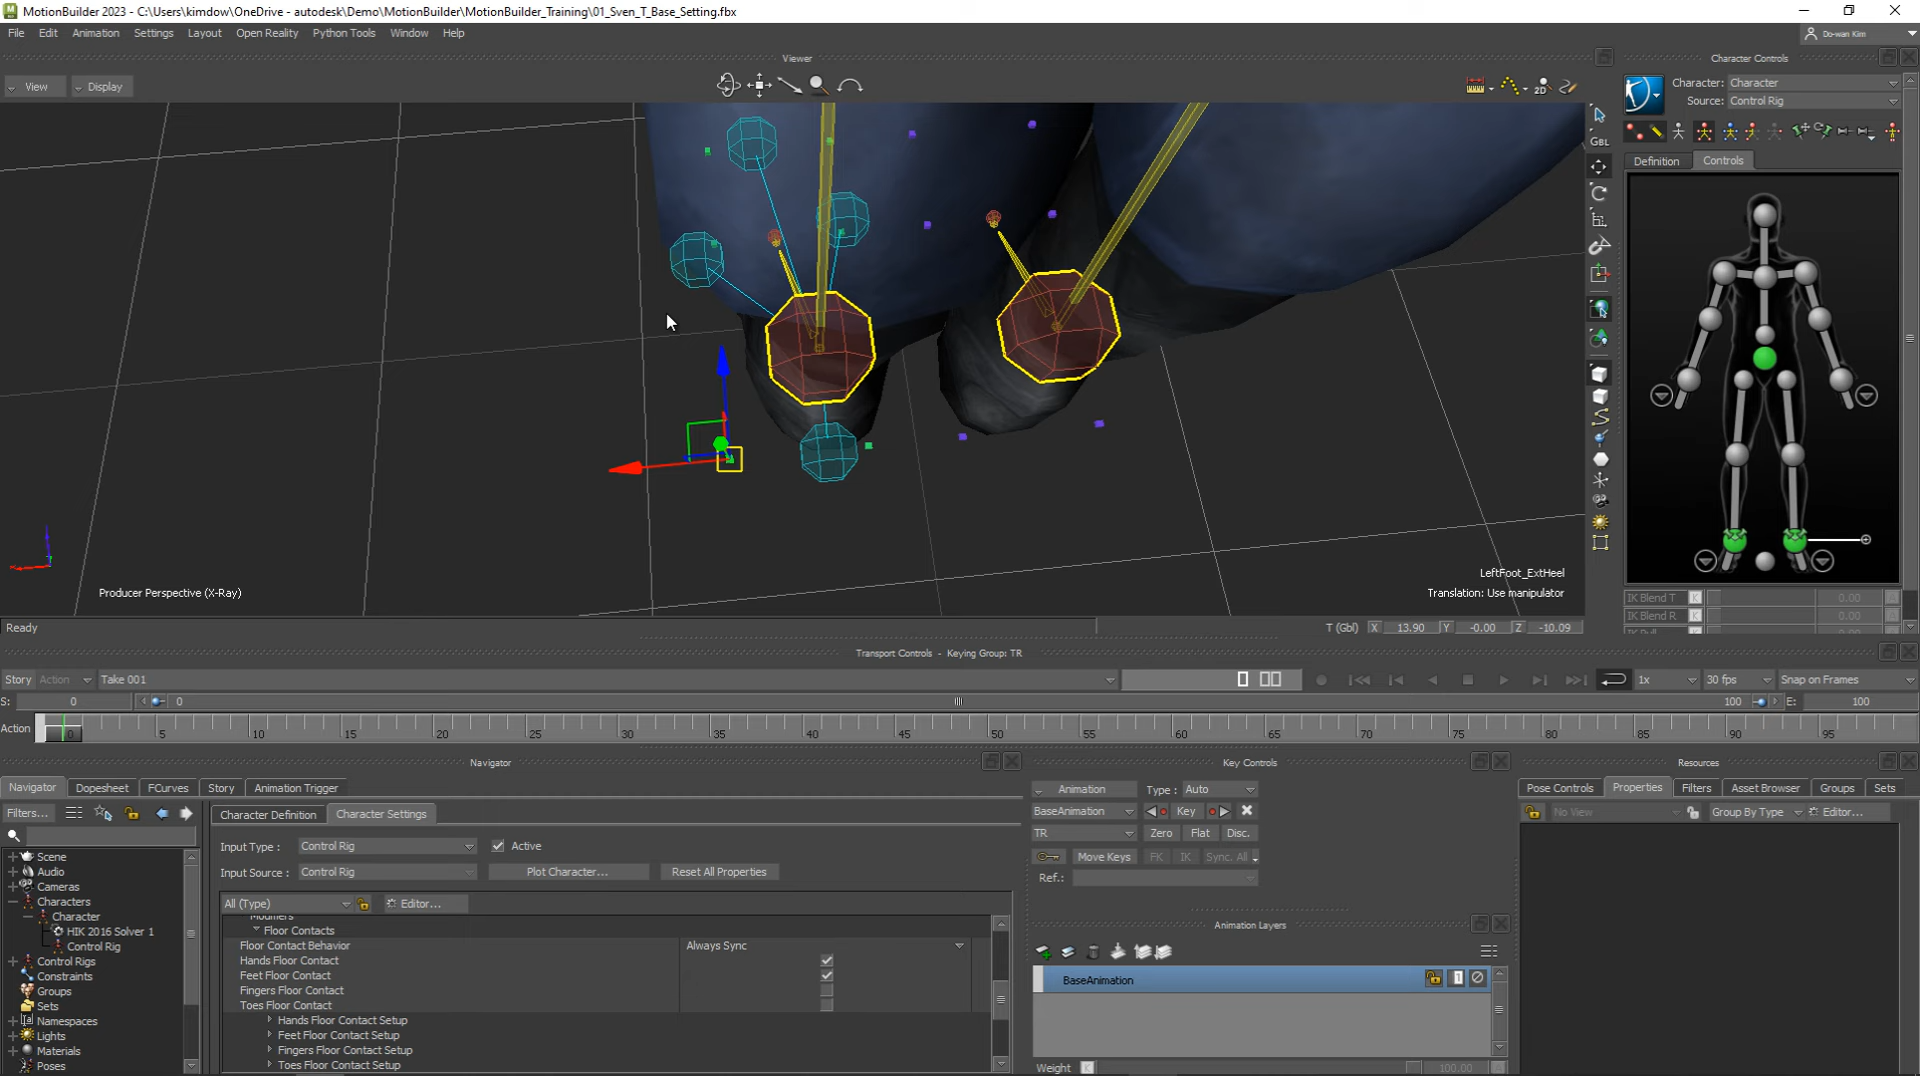 MotionBuilder 2023 - C:\Users\kimdow\OneDrive - autodesk\Demo\MotionBuilder\MotionBuilder_Training\01_Sven_T_Base_Setting.fbx
File Edit Animation Settings Layout Open Reality Python Tools Window Help
Do-wan Kim
Viewer
Character Controls
View Display
2D
Character: Character
Source: Control Rig
GBL
Definition Controls
LeftFoot_ExtHeel
Producer Perspective (X-Ray)
Translation: Use manipulator
IK Blend T K 0.00 A
IK Blend R K 0.00 A
Ready
T (Gbl) X 13.90 Y -0.00 Z -10.09
Transport Controls - Keying Group: TR
Story Action Take 001 1x 30 fps Snap on Frames
S: 0 0 100 E: 100
Action 0 5 10 15 20 25 30 35 40 45 50 55 60 65 70 75 80 85 90 95
Navigator
Key Controls
Resources
Navigator Dopesheet FCurves Story Animation Trigger
Animation Type : Auto
Pose Controls Properties Filters Asset Browser Groups Sets
Filters...
Character Definition Character Settings
BaseAnimation Key
No View Group By Type Editor...
TR Zero Flat Disc.
Input Type : Control Rig Active
Move Keys FK IK Sync. All
Input Source : Control Rig Plot Character... Reset All Properties
Ref.:
Scene
Audio
Cameras
Characters
Character
HIK 2016 Solver 1
Control Rig
Control Rigs
Constraints
Groups
Sets
Namespaces
Lights
Materials
Poses
All (Type) Editor...
Modifiers
Floor Contacts
Floor Contact Behavior Always Sync
Hands Floor Contact
Feet Floor Contact
Fingers Floor Contact
Toes Floor Contact
Hands Floor Contact Setup
Feet Floor Contact Setup
Fingers Floor Contact Setup
Toes Floor Contact Setup
Animation Layers
BaseAnimation 1
Weight K 100.00 A